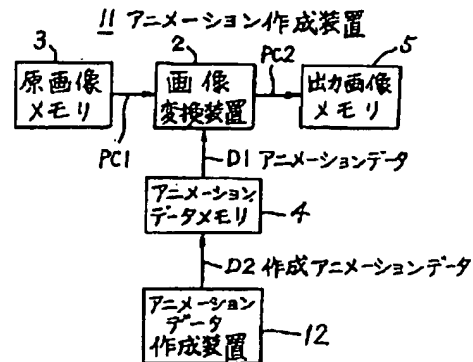 11 アニメーション作成装置
3
2
PC2
5
原画像
メモリ
画像
変換装置
出力画像
メモリ
PC1
D1 アニメーションデータ
アニメーション
データメモリ
4
D2 作成アニメーションデータ
アニメーション
データ
作成装置
12